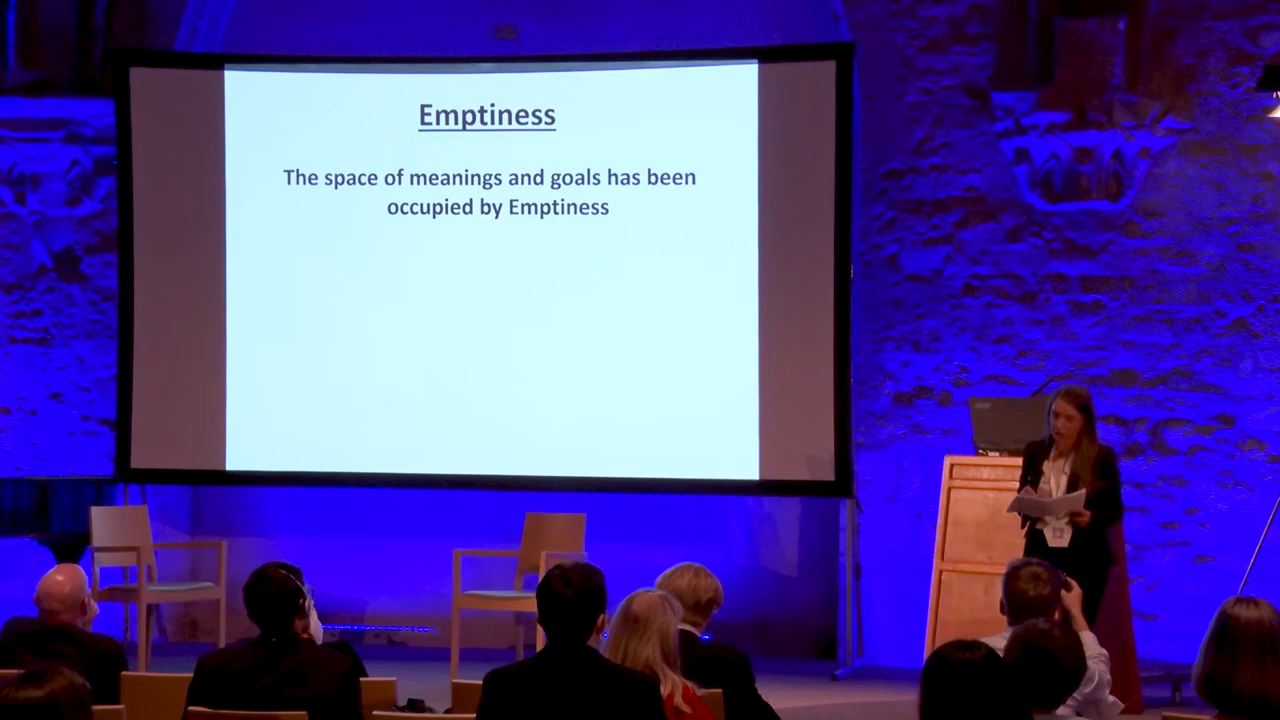 Emptiness
The space of meanings and goals has been
occupied by Emptiness